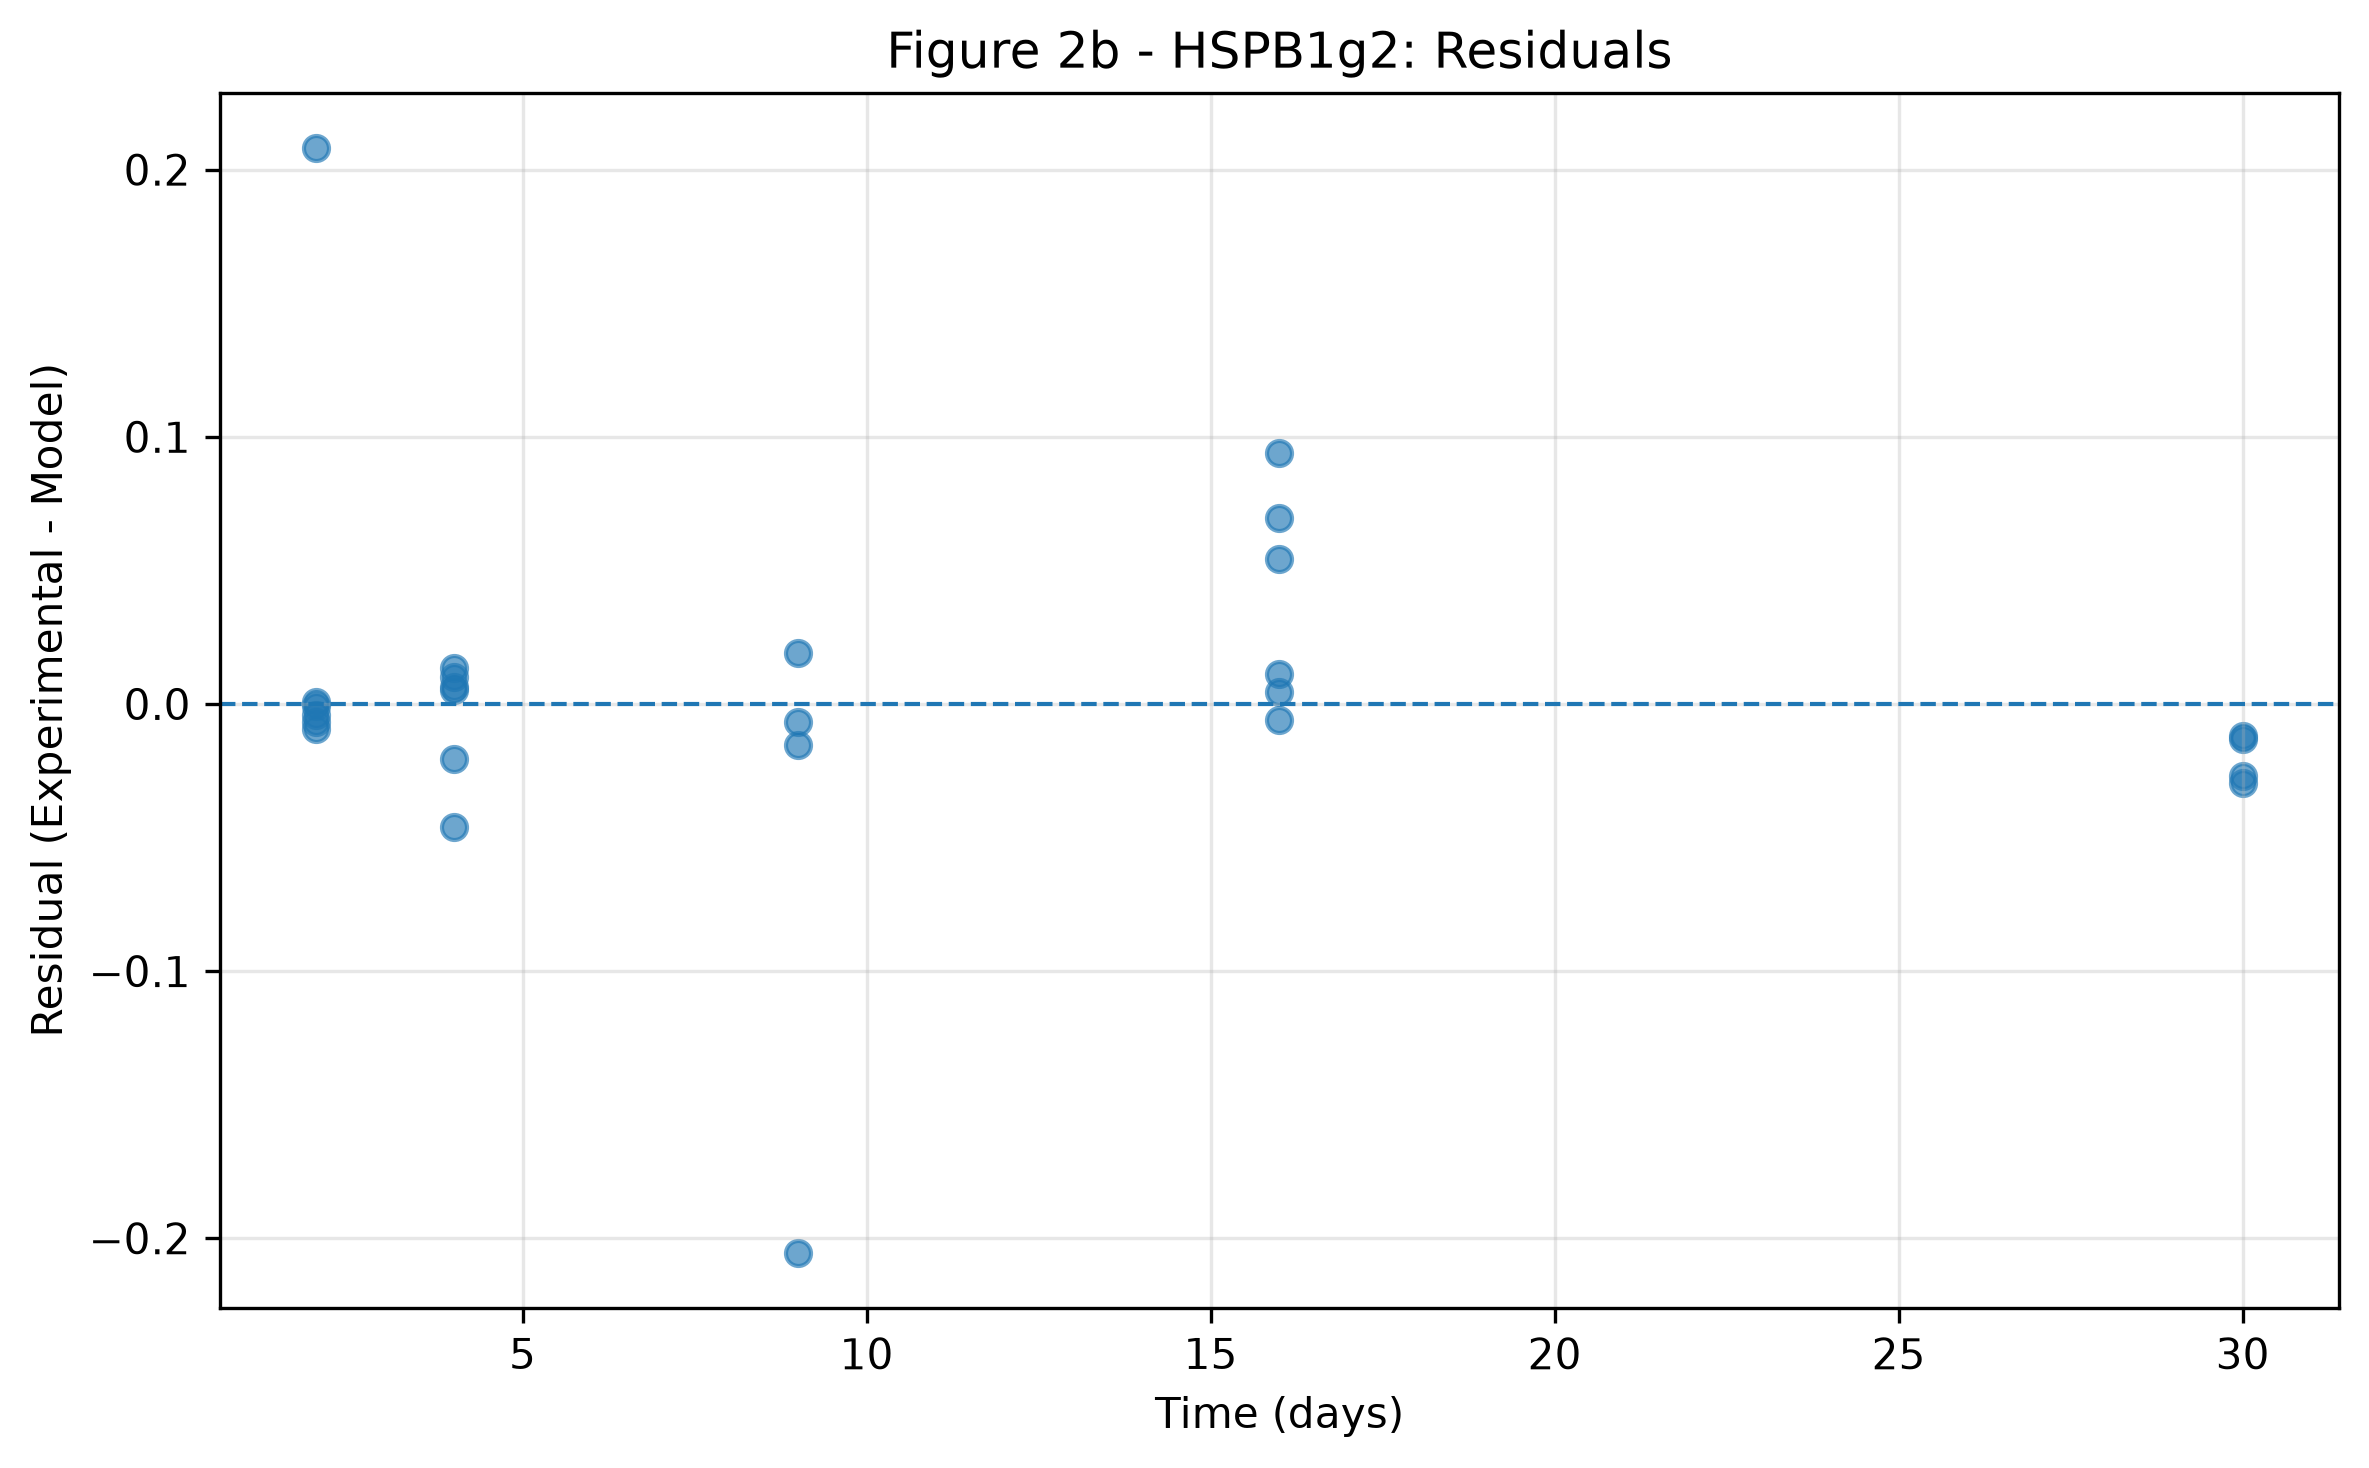 Figure 2b - HSPB1g2: Residuals
Residual (Experimental - Model)
0.2
0.1
0.0
−0.1
−0.2
5 10 15 20 25 30
Time (days)